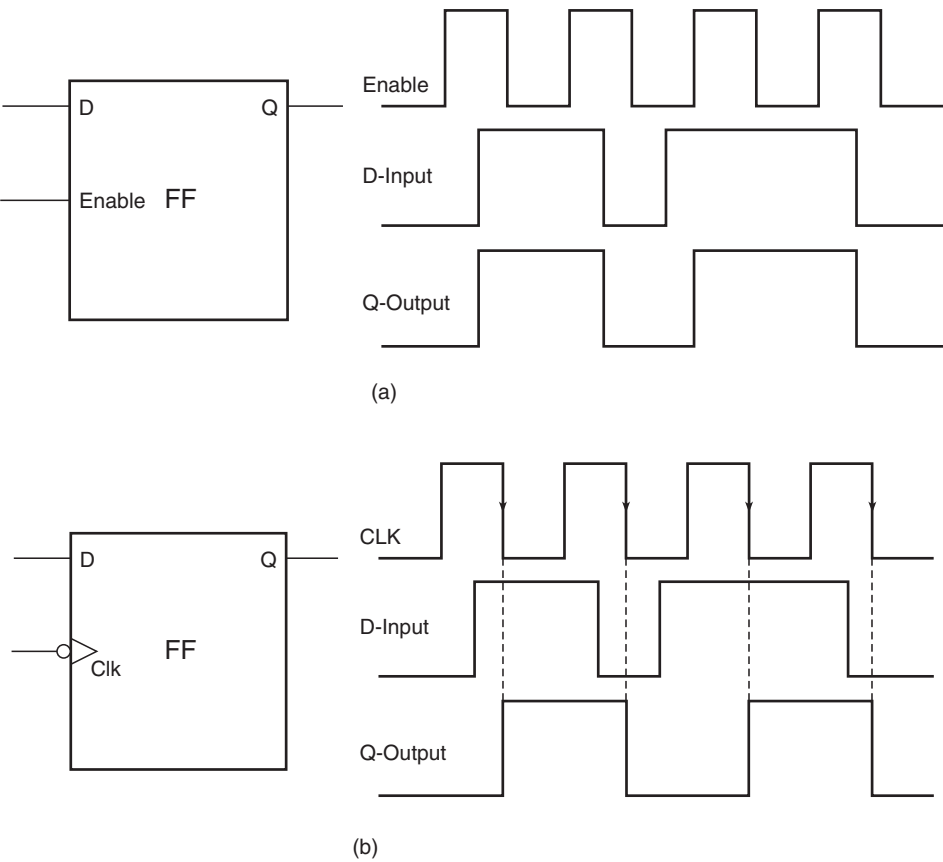 D
Q
Enable
FF
Enable
D-Input
Q-Output
(a)
D
Q
Clk
FF
CLK
D-Input
Q-Output
(b)